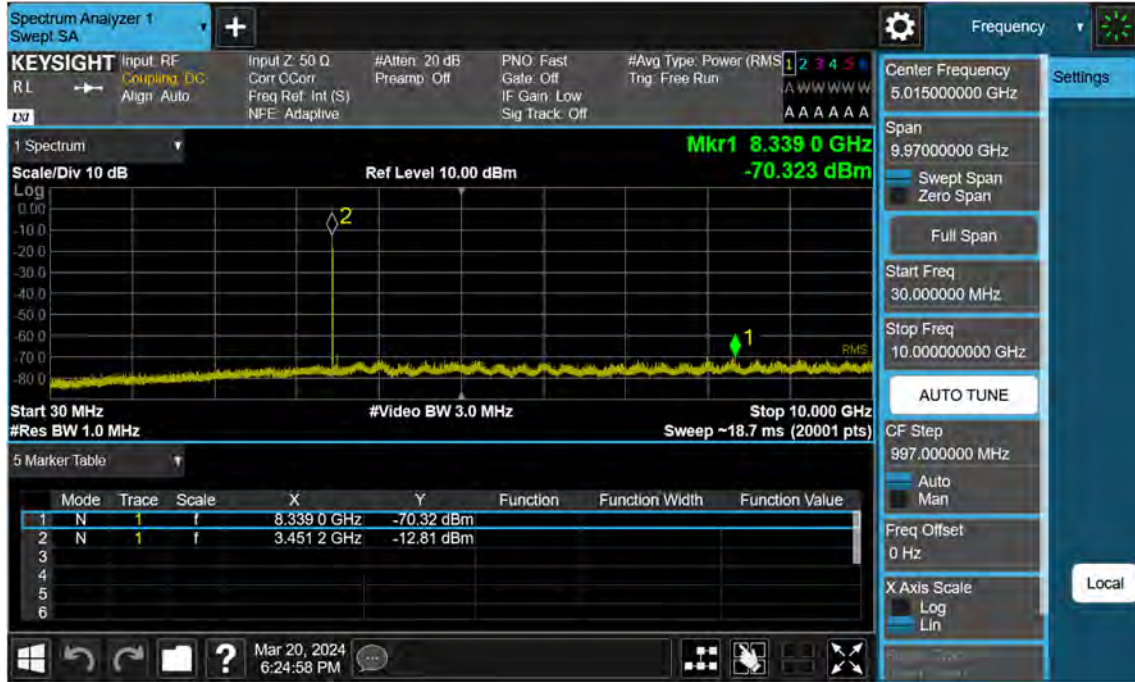 Spectrum Analyzer 1
Swept SA
+
Frequency
KEYSIGHT
RL
LXI
Input: RF
Coupling: DC
Align: Auto
Input Z: 50 Ω
Corr CCorr
Freq Ref: Int (S)
NFE: Adaptive
#Atten: 20 dB
Preamp: Off
PNO: Fast
Gate: Off
IF Gain: Low
Sig Track: Off
#Avg Type: Power (RMS
Trig: Free Run
1 2 3 4 5 6
A W W W W W
A A A A A A
1 Spectrum
Scale/Div 10 dB
Ref Level 10.00 dBm
Mkr1 8.339 0 GHz
-70.323 dBm
Log
0.00
-10.0
-20.0
-30.0
-40.0
-50.0
-60.0
-70.0
-80.0
2
1
RMS
Start 30 MHz
#Video BW 3.0 MHz
Stop 10.000 GHz
#Res BW 1.0 MHz
Sweep ~18.7 ms (20001 pts)
5 Marker Table
Mode Trace Scale X Y Function Function Width Function Value
1 N 1 f 8.339 0 GHz -70.32 dBm
2 N 1 f 3.451 2 GHz -12.81 dBm
3
4
5
6
?
Mar 20, 2024
6:24:58 PM
Center Frequency
5.015000000 GHz
Settings
Span
9.97000000 GHz
Swept Span
Zero Span
Full Span
Start Freq
30.000000 MHz
Stop Freq
10.000000000 GHz
AUTO TUNE
CF Step
997.000000 MHz
Auto
Man
Freq Offset
0 Hz
X Axis Scale
Log
Lin
Local